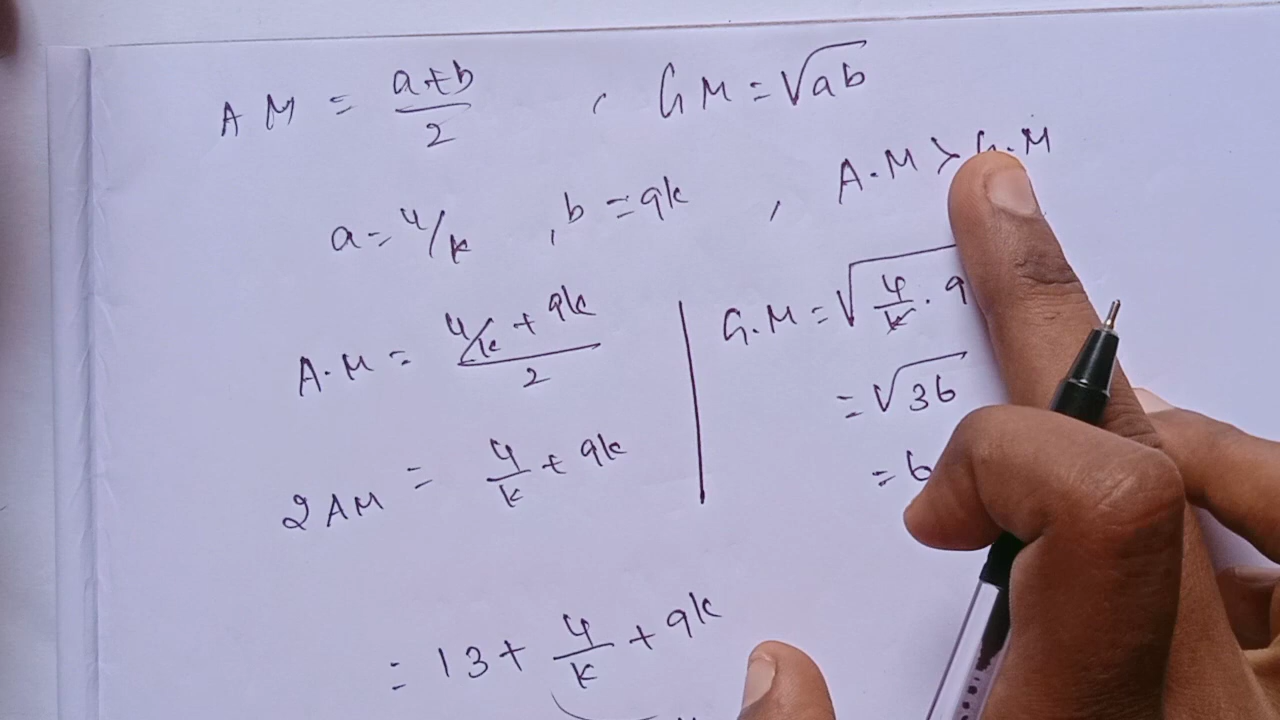 AM = a+b/2 , GM = √ab
a = 4/k , b = 9k , A.M > G.M
A.M = 4/k + 9k / 2
G.M = √4/k . 9
= √36
= 6
2AM = 4/k + 9k
= 13 + 4/k + 9k